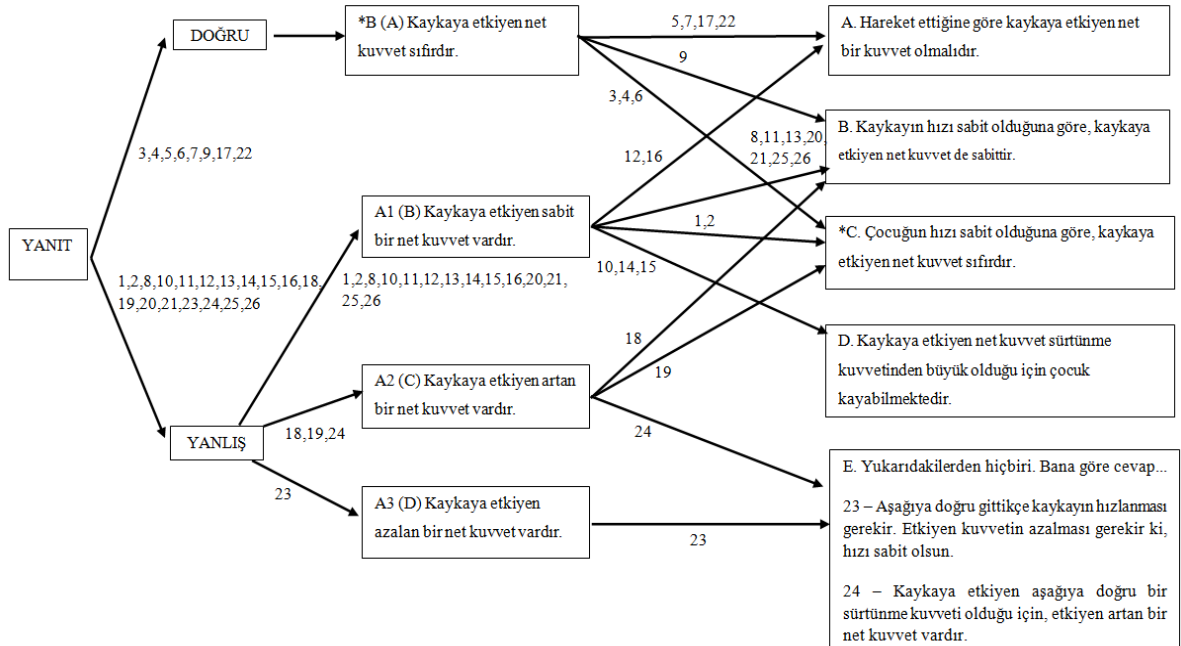 YANIT
DOĞRU
3,4,5,6,7,9,17,22
1,2,8,10,11,12,13,14,15,16,18,
19,20,21,23,24,25,26
YANLIŞ
*B (A) Kaykaya etkiyen net
kuvvet sıfırdır.
A1 (B) Kaykaya etkiyen sabit
bir net kuvvet vardır.
1,2,8,10,11,12,13,14,15,16,20,21,
25,26
A2 (C) Kaykaya etkiyen artan
bir net kuvvet vardır.
18,19,24
23
A3 (D) Kaykaya etkiyen
azalan bir net kuvvet vardır.
5,7,17,22
9
3,4,6
12,16
8,11,13,20,
21,25,26
1,2
10,14,15
18
19
24
23
A. Hareket ettiğine göre kaykaya etkiyen net
bir kuvvet olmalıdır.
B. Kaykayın hızı sabit olduğuna göre, kaykaya
etkiyen net kuvvet de sabittir.
*C. Çocuğun hızı sabit olduğuna göre, kaykaya
etkiyen net kuvvet sıfırdır.
D. Kaykaya etkiyen net kuvvet sürtünme
kuvvetinden büyük olduğu için çocuk
kayabilmektedir.
E. Yukarıdakilerden hiçbiri. Bana göre cevap...
23 – Aşağıya doğru gittikçe kaykayın hızlanması
gerekir. Etkiyen kuvvetin azalması gerekir ki,
hızı sabit olsun.
24 – Kaykaya etkiyen aşağıya doğru bir
sürtünme kuvveti olduğu için, etkiyen artan bir
net kuvvet vardır.